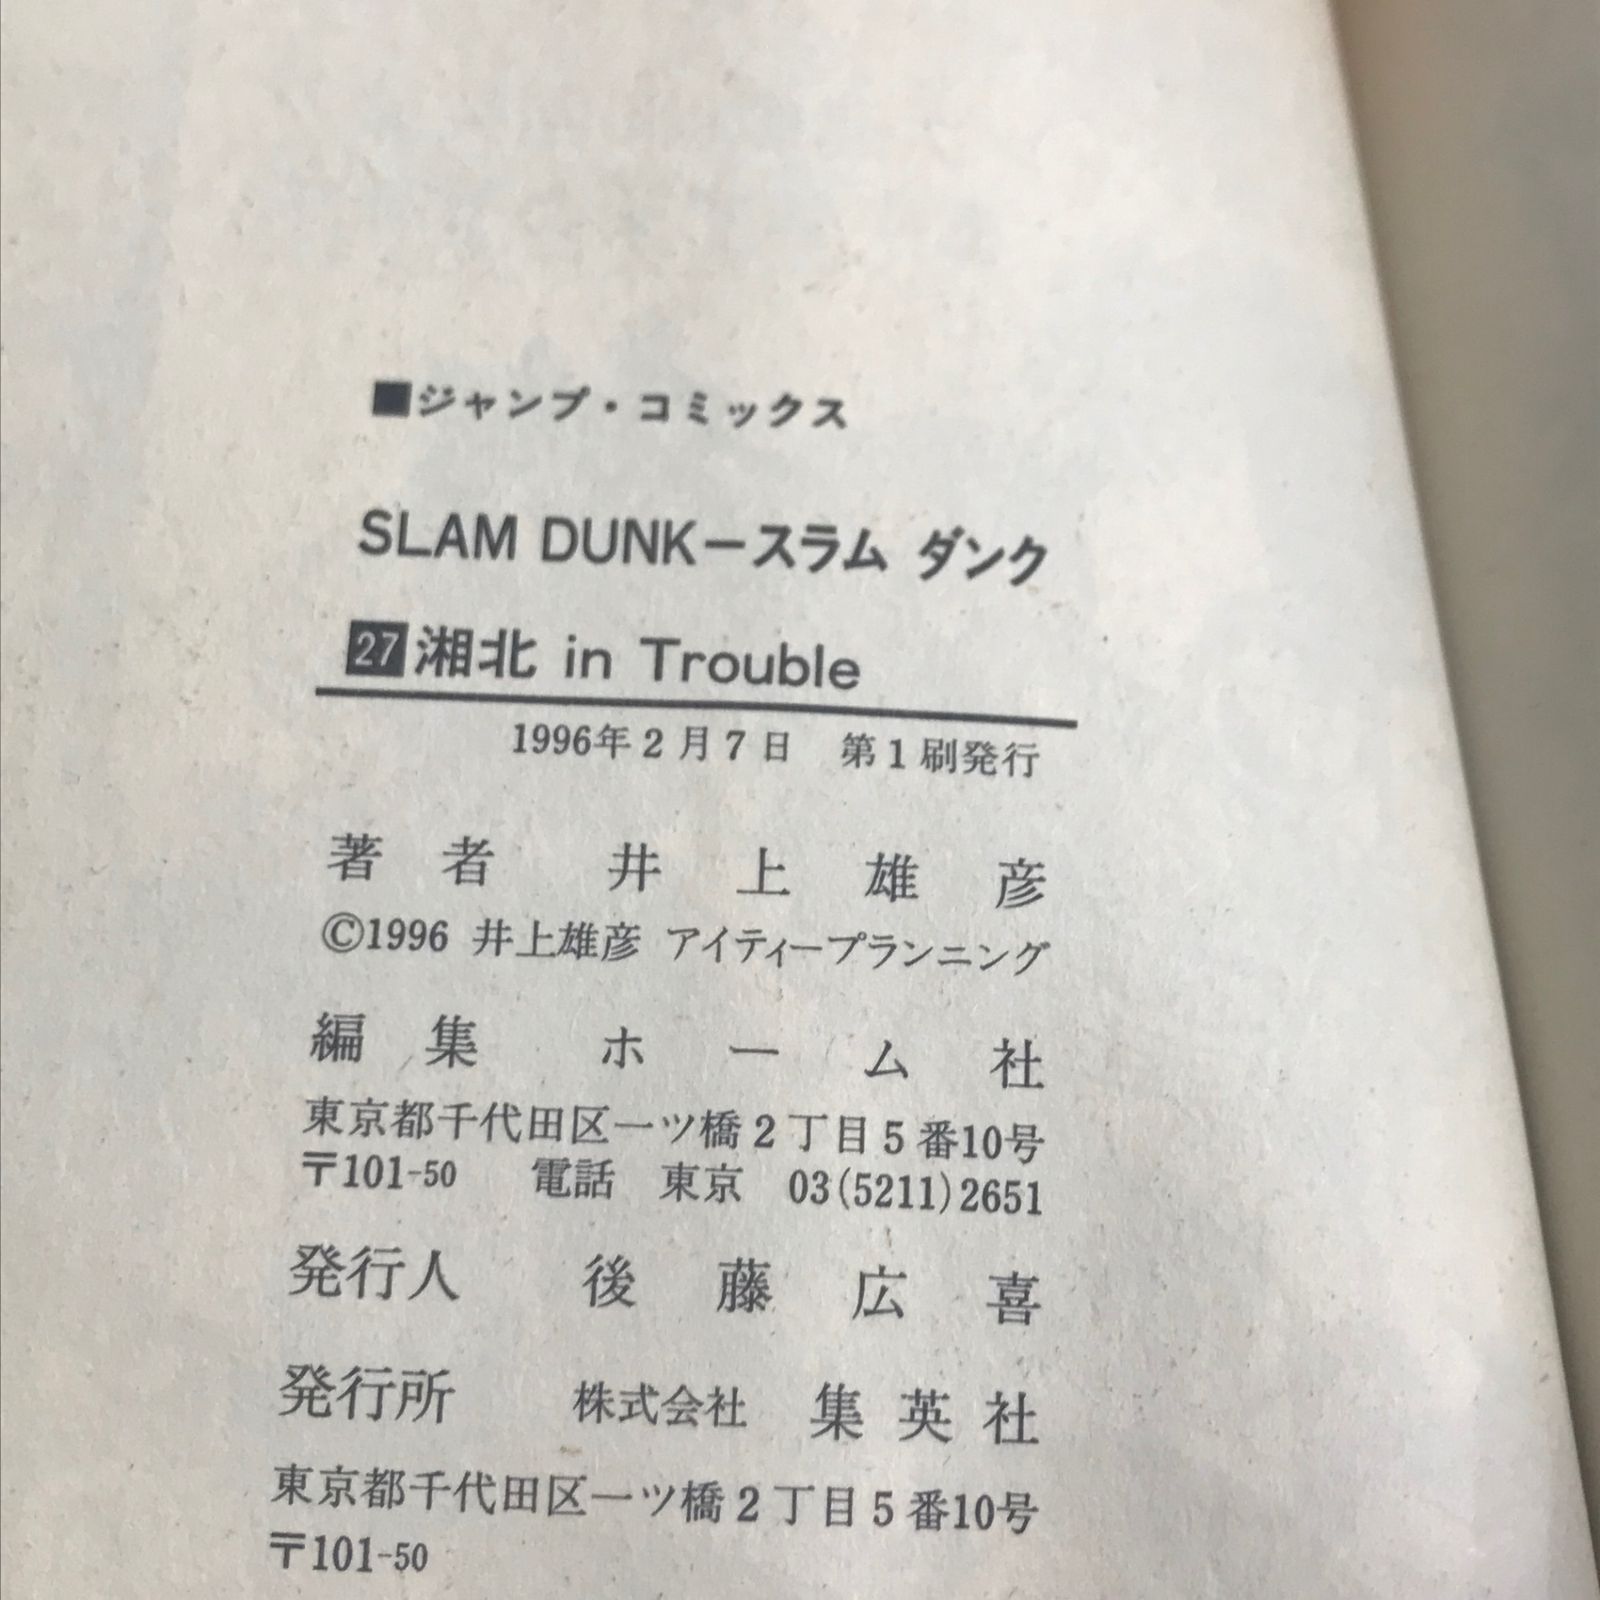 ■ジャンプ・コミックス
SLAM DUNKースラム ダンク
27湘北 in Trouble
1996年2月7日 第1刷発行
著者 井上雄彦
©1996 井上雄彦 アイティープランニング
編集 ホーム社
東京都千代田区一ツ橋2丁目5番10号
〒101-50 電話 東京 03(5211)2651
発行人 後藤広喜
発行所 株式会社 集英社
東京都千代田区一ツ橋2丁目5番10号
〒101-50